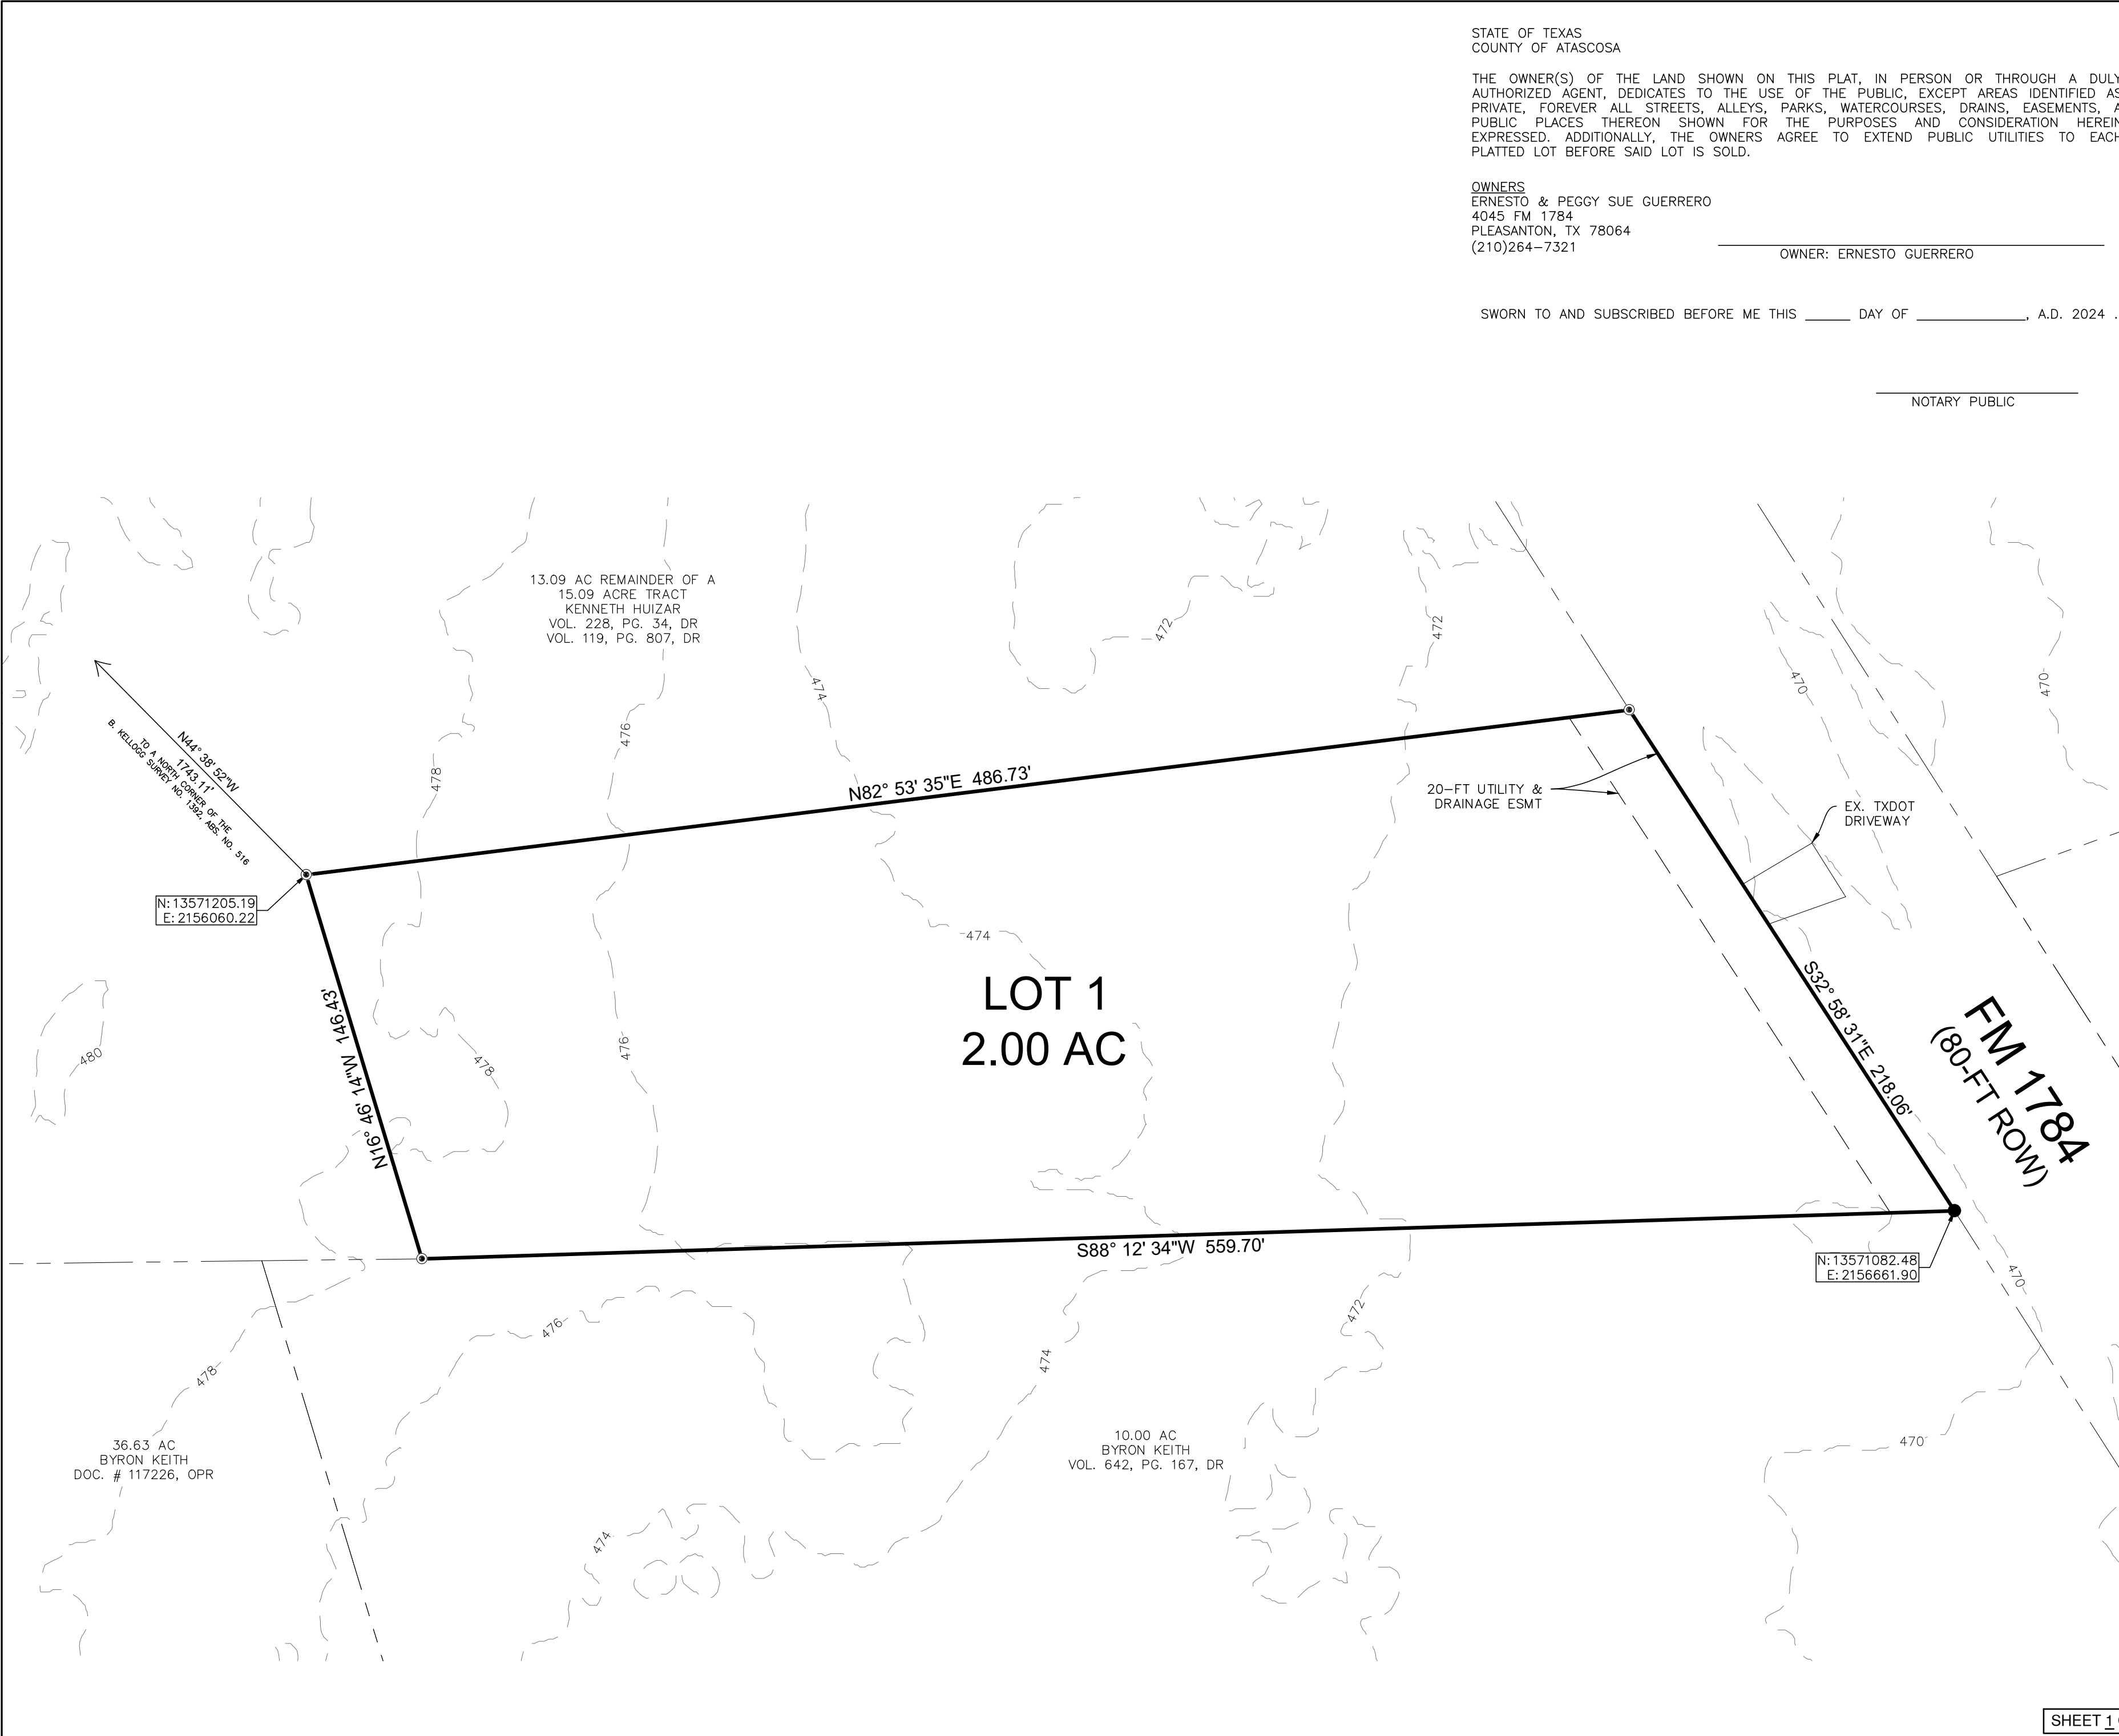 STATE OF TEXAS
COUNTY OF ATASCOSA
THE OWNER(S) OF THE LAND SHOWN ON THIS PLAT, IN PERSON OR THROUGH A DULY
AUTHORIZED AGENT, DEDICATES TO THE USE OF THE PUBLIC, EXCEPT AREAS IDENTIFIED AS
PRIVATE, FOREVER ALL STREETS, ALLEYS, PARKS, WATERCOURSES, DRAINS, EASEMENTS, A
PUBLIC PLACES THEREON SHOWN FOR THE PURPOSES AND CONSIDERATION HEREIN
EXPRESSED. ADDITIONALLY, THE OWNERS AGREE TO EXTEND PUBLIC UTILITIES TO EACH
PLATTED LOT BEFORE SAID LOT IS SOLD.
OWNERS
ERNESTO & PEGGY SUE GUERRERO
4045 FM 1784
PLEASANTON, TX 78064
(210)264-7321
OWNER: ERNESTO GUERRERO
SWORN TO AND SUBSCRIBED BEFORE ME THIS _____ DAY OF ____________, A.D. 2024 .
NOTARY PUBLIC
13.09 AC REMAINDER OF A
15.09 ACRE TRACT
KENNETH HUIZAR
VOL. 228, PG. 34, DR
VOL. 119, PG. 807, DR
472
472
474
470
470
476
478
N44° 38' 52"W
1743.11'
TO A NORTH CORNER OF THE
B. KELLOGG SURVEY NO. 1392, ABS. NO. 516
N82° 53' 35"E 486.73'
20-FT UTILITY &
DRAINAGE ESMT
EX. TXDOT
DRIVEWAY
N:13571205.19
E:2156060.22
474
LOT 1
2.00 AC
N16° 46' 14"W 146.43'
S32° 58' 31"E 218.06'
FM 1784
(80-FT ROW)
480
478
476
S88° 12' 34"W 559.70'
N:13571082.48
E:2156661.90
470
472
476
474
478
36.63 AC
BYRON KEITH
DOC. # 117226, OPR
10.00 AC
BYRON KEITH
VOL. 642, PG. 167, DR
470
474
SHEET 1